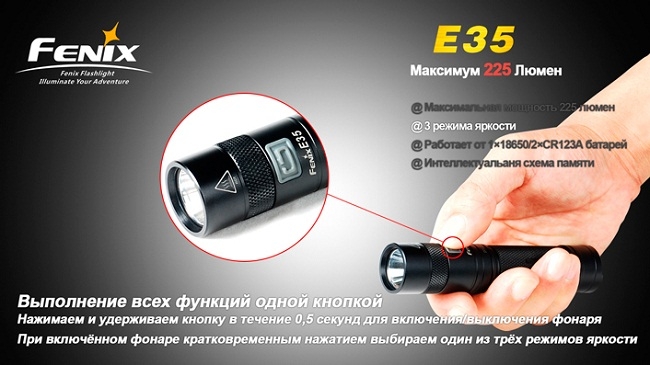 FENIX
Fenix Flashlight
Illuminate Your Adventure
E35
Максимум 225 Люмен
@ Максимальная мощность 225 люмен
@ 3 режима яркости
@ Работает от 1×18650/2×CR123A батарей
@ Интеллектуальаня схема памяти
FENIX E35
Выполнение всех функций одной кнопкой
Нажимаем и удерживаем кнопку в течение 0,5 секунд для включения/выключения фонаря
При включённом фонаре кратковременным нажатием выбираем один из трёх режимов яркости